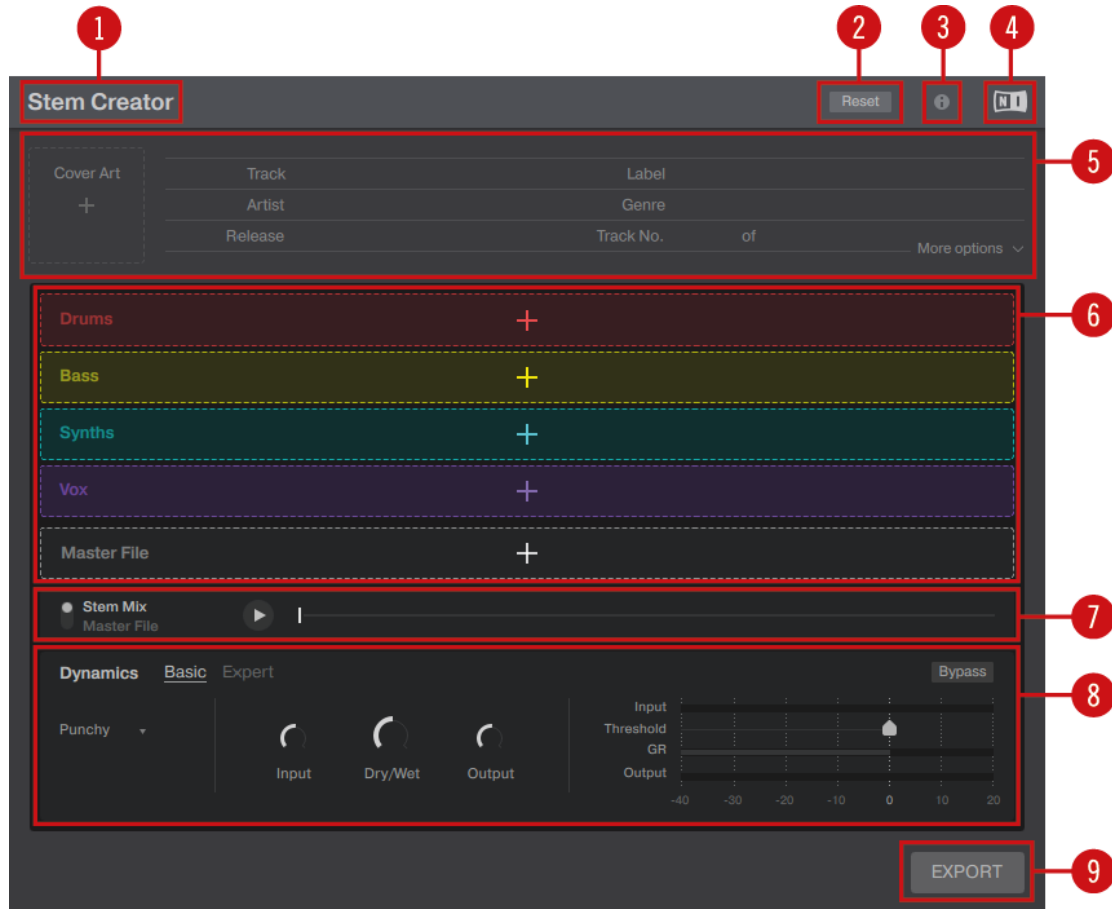 1
2
3
4
Stem Creator
Reset
NI
5
Cover Art
Track
Label
Artist
Genre
Release
Track No.
of
More options
6
Drums
Bass
Synths
Vox
Master File
7
Stem Mix
Master File
8
Dynamics
Basic
Expert
Bypass
Punchy
Input
Dry/Wet
Output
Input
Threshold
GR
Output
-40 -30 -20 -10 0 10 20
EXPORT
9